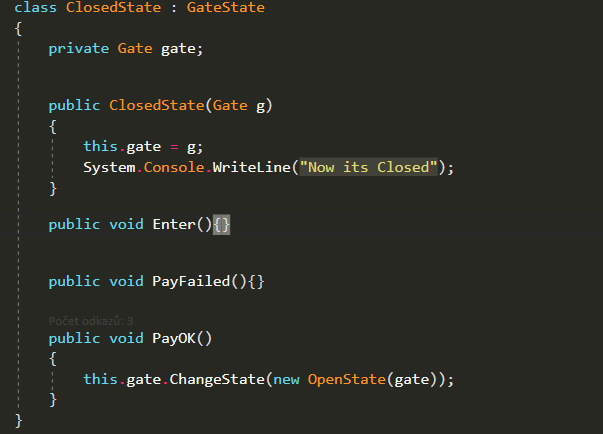 class ClosedState : GateState
{
private Gate gate;
public ClosedState(Gate g)
{
this.gate = g;
System.Console.WriteLine("Now its Closed");
}
public void Enter(){}
public void PayFailed(){}
Počet odkazů: 3
public void PayOK()
{
this.gate.ChangeState(new OpenState(gate));
}
}